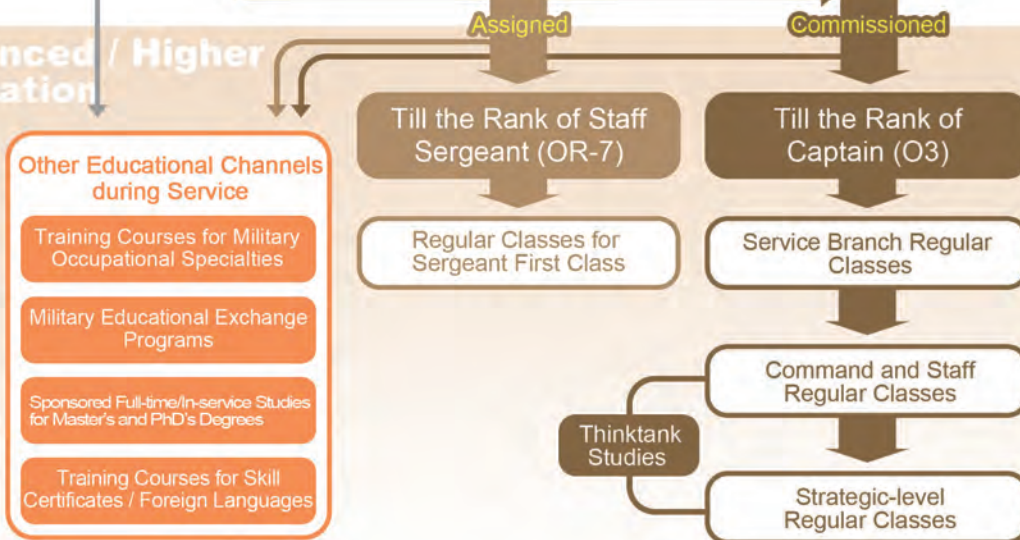 Assigned
Commissioned
nced / Higher
ation
Other Educational Channels
during Service
Training Courses for Military
Occupational Specialties
Military Educational Exchange
Programs
Sponsored Full-time/In-service Studies
for Master's and PhD's Degrees
Training Courses for Skill
Certificates / Foreign Languages
Till the Rank of Staff
Sergeant (OR-7)
Regular Classes for
Sergeant First Class
Till the Rank of
Captain (O3)
Service Branch Regular
Classes
Command and Staff
Regular Classes
Thinktank
Studies
Strategic-level
Regular Classes